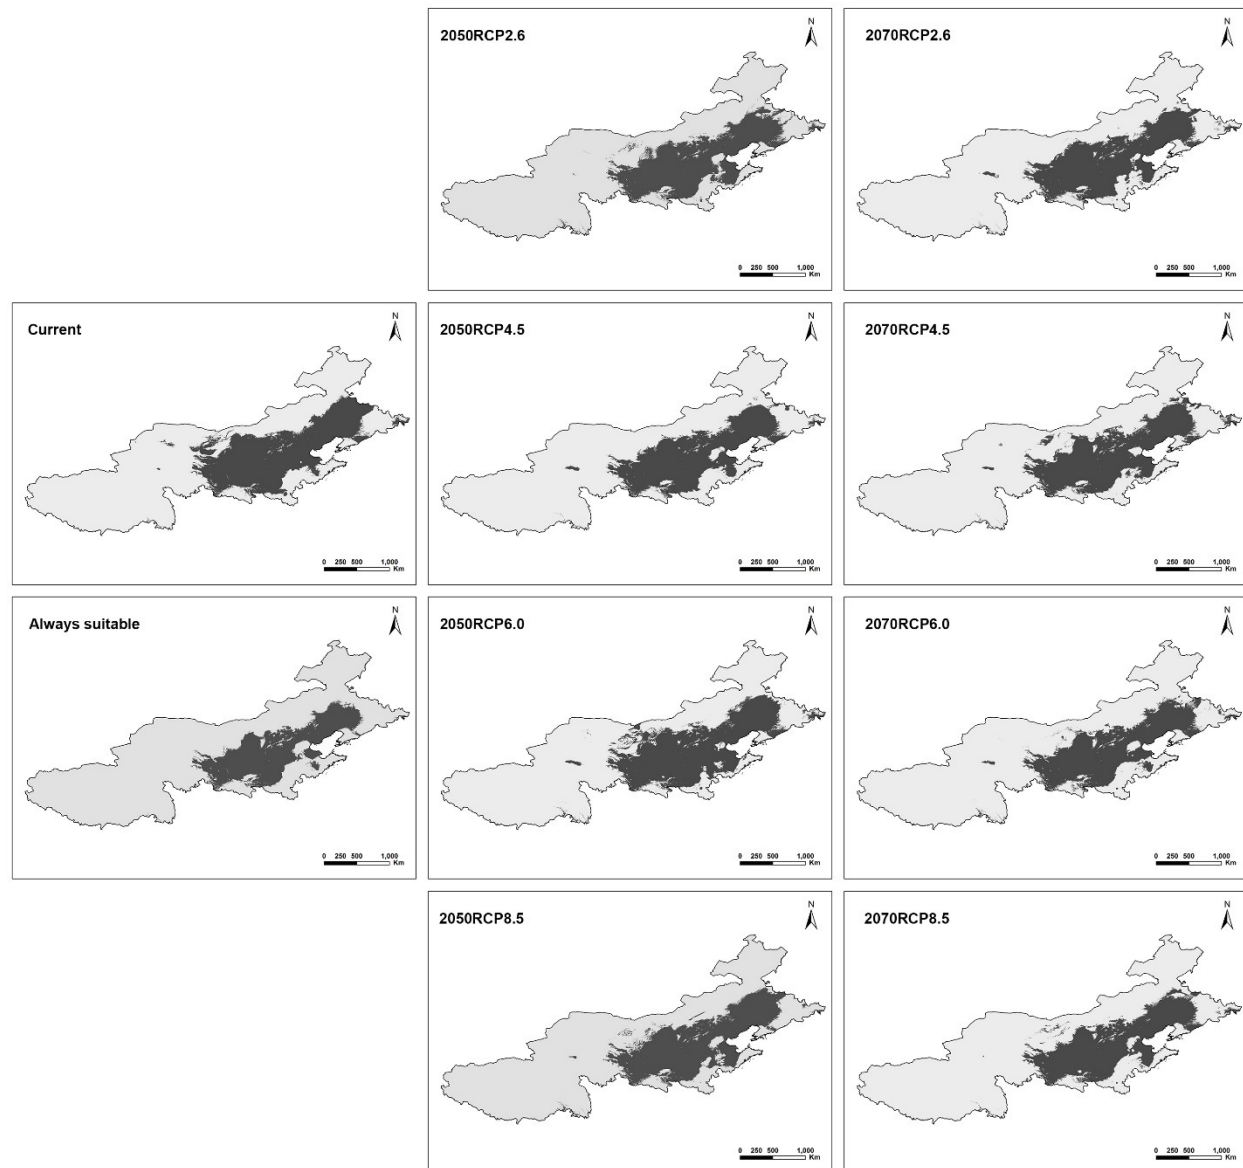 2050RCP2.6
N
0 250 500 1,000
Km
2070RCP2.6
N
0 250 500 1,000
Km
Current
N
0 250 500 1,000
Km
2050RCP4.5
N
0 250 500 1,000
Km
2070RCP4.5
N
0 250 500 1,000
Km
Always suitable
N
0 250 500 1,000
Km
2050RCP6.0
N
0 250 500 1,000
Km
2070RCP6.0
N
0 250 500 1,000
Km
2050RCP8.5
N
0 250 500 1,000
Km
2070RCP8.5
N
0 250 500 1,000
Km